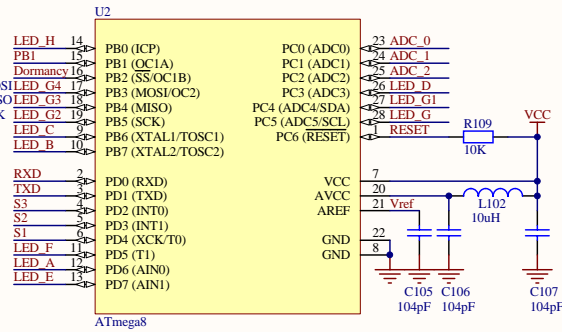 U2
LED_H 14 PB0 (ICP) PC0 (ADC0) 23 ADC_0
PB1 15 PB1 (OC1A) PC1 (ADC1) 24 ADC_1
Dormancy 16 PB2 (SS/OC1B) PC2 (ADC2) 25 ADC_2
OSI LED_G4 17 PB3 (MOSI/OC2) PC3 (ADC3) 26 LED_D
SO LED_G3 18 PB4 (MISO) PC4 (ADC4/SDA) 27 LED_G1
K LED_G2 19 PB5 (SCK) PC5 (ADC5/SCL) 28 LED_G
LED_C 9 PB6 (XTAL1/TOSC1) PC6 (RESET) 1 RESET R109 VCC
LED_B 10 PB7 (XTAL2/TOSC2) 10K
RXD 2 PD0 (RXD) VCC 7
TXD 3 PD1 (TXD) AVCC 20 L102
S3 4 PD2 (INT0) AREF 21 Vref 10uH
S2 5 PD3 (INT1)
S1 6 PD4 (XCK/T0) GND 22
LED_F 11 PD5 (T1) GND 8
LED_A 12 PD6 (AIN0)
LED_E 13 PD7 (AIN1)
C105 C106 C107
104pF 104pF 104pF
ATmega8